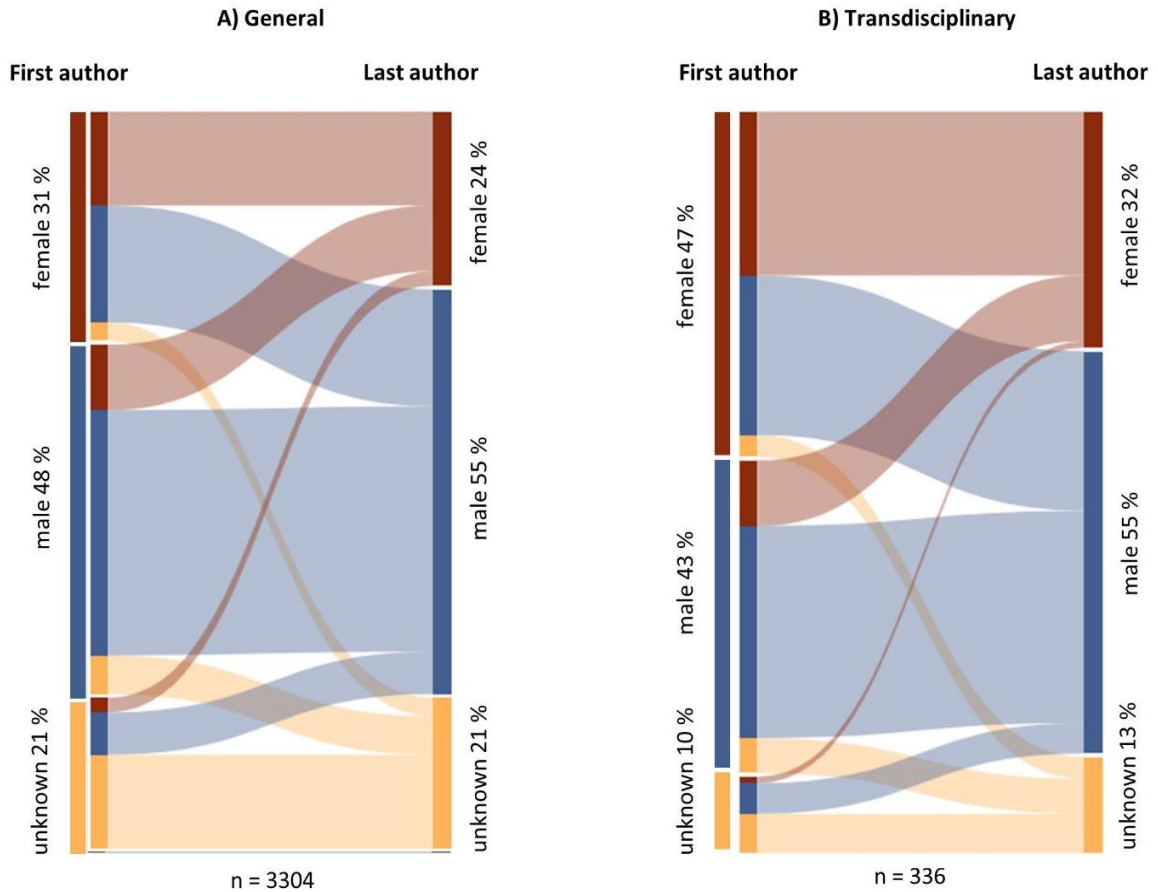 A) General
First author
Last author
female 31 %
male 48 %
unknown 21 %
female 24 %
male 55 %
unknown 21 %
n = 3304
B) Transdisciplinary
First author
Last author
female 47 %
male 43 %
unknown 10 %
female 32 %
male 55 %
unknown 13 %
n = 336